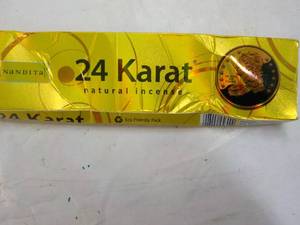 NANDITA
24 Karat
natural incense
24 Karat
Eco Friendly Pack